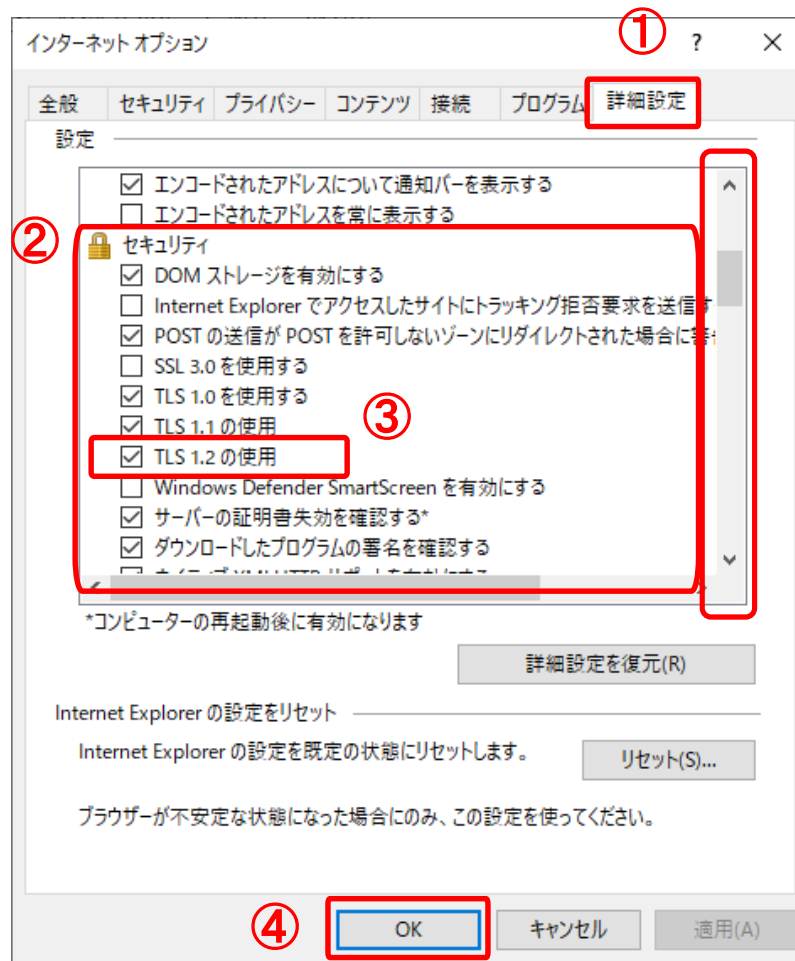 ①
インターネット オプション ? ×
全般 セキュリティ プライバシー コンテンツ 接続 プログラム 詳細設定
設定
エンコードされたアドレスについて通知バーを表示する
エンコードされたアドレスを常に表示する
②
セキュリティ
DOM ストレージを有効にする
Internet Explorer でアクセスしたサイトにトラッキング拒否要求を送信す
POST の送信が POST を許可しないゾーンにリダイレクトされた場合に警告
SSL 3.0 を使用する
TLS 1.0 を使用する
③
TLS 1.1 の使用
TLS 1.2 の使用
Windows Defender SmartScreen を有効にする
サーバーの証明書失効を確認する*
ダウンロードしたプログラムの署名を確認する
ネイティブ XMLHTTP サポートを有効にする
*コンピューターの再起動後に有効になります
詳細設定を復元(R)
Internet Explorer の設定をリセット
Internet Explorer の設定を既定の状態にリセットします。
リセット(S)...
ブラウザーが不安定な状態になった場合にのみ、この設定を使ってください。
④
OK キャンセル 適用(A)